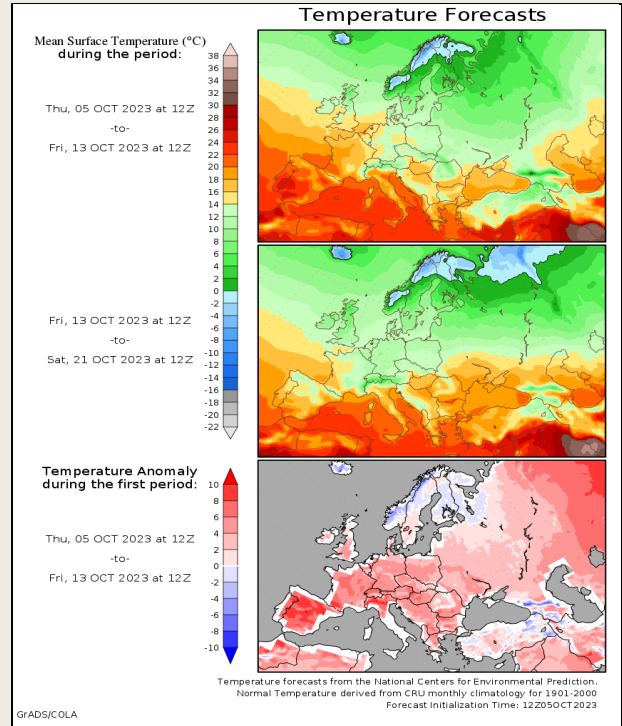 Temperature Forecasts
Mean Surface Temperature (°C)
during the period:
38
36
34
32
30
28
26
24
22
20
18
16
14
12
10
8
6
4
2
0
-2
-4
-6
-8
-10
-12
-14
-16
-18
-20
-22
Thu, 05 OCT 2023 at 12Z
-to-
Fri, 13 OCT 2023 at 12Z
Fri, 13 OCT 2023 at 12Z
-to-
Sat, 21 OCT 2023 at 12Z
Temperature Anomaly
during the first period:
10
8
6
4
2
0
-2
-4
-6
-8
-10
Thu, 05 OCT 2023 at 12Z
-to-
Fri, 13 OCT 2023 at 12Z
Temperature forecasts from the National Centers for Environmental Prediction.
Normal Temperature derived from CRU monthly climatology for 1901-2000
Forecast Initialization Time: 12Z05OCT2023
GrADS/COLA